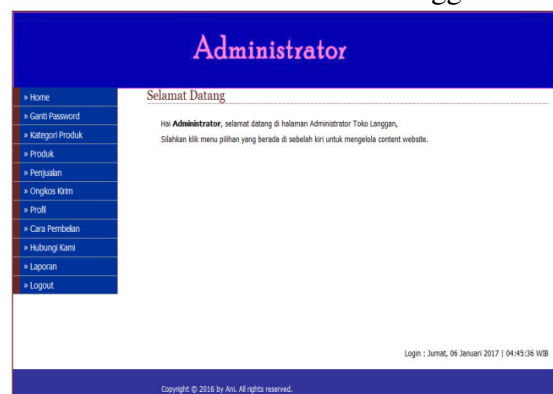 Administrator
» Home
» Ganti Password
» Kategori Produk
» Produk
» Penjualan
» Ongkos Kirim
» Profil
» Cara Pembelian
» Hubungi Kami
» Laporan
» Logout
Selamat Datang
Hai Administrator, selamat datang di halaman Administrator Toko Langgan,
Silahkan klik menu pilihan yang berada di sebelah kiri untuk mengelola content website.
Login : Jumat, 06 Januari 2017 | 04:45:36 WIB
Copyright © 2016 by Ani. All rights reserved.